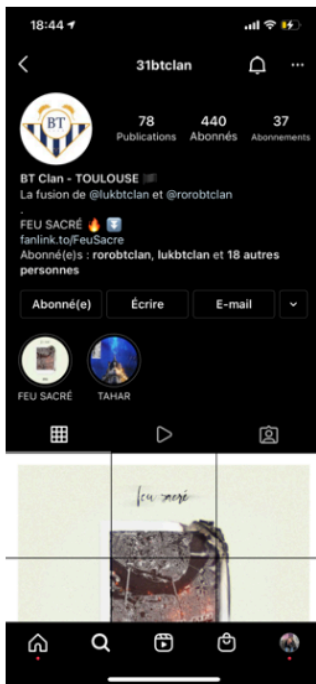 18:44
31btclan
BT
78 440 37
Publications Abonnés Abonnements
BT Clan - TOULOUSE
La fusion de @lukbtclan et @rorobtclan
.
FEU SACRÉ
fanlink.to/FeuSacre
Abonné(e)s : rorobtclan, lukbtclan et 18 autres
personnes
Abonné(e) Écrire E-mail
FEU SACRÉ TAHAR
feu sacré